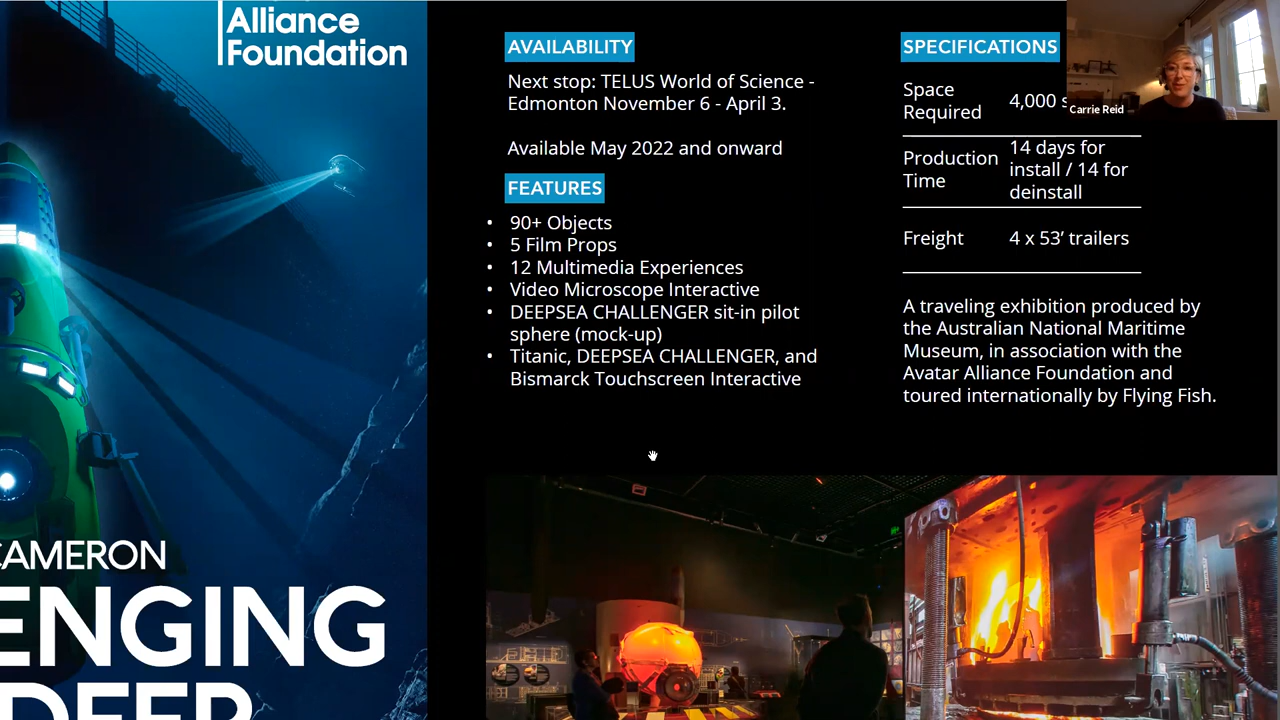 Alliance
Foundation
CAMERON
ENGING
DEEP
AVAILABILITY
Next stop: TELUS World of Science -
Edmonton November 6 - April 3.
Available May 2022 and onward
FEATURES
• 90+ Objects
• 5 Film Props
• 12 Multimedia Experiences
• Video Microscope Interactive
• DEEPSEA CHALLENGER sit-in pilot
sphere (mock-up)
• Titanic, DEEPSEA CHALLENGER, and
Bismarck Touchscreen Interactive
SPECIFICATIONS
Space
Required
4,000 s
Production
Time
14 days for
install / 14 for
deinstall
Freight
4 x 53’ trailers
A traveling exhibition produced by
the Australian National Maritime
Museum, in association with the
Avatar Alliance Foundation and
toured internationally by Flying Fish.
Carrie Reid